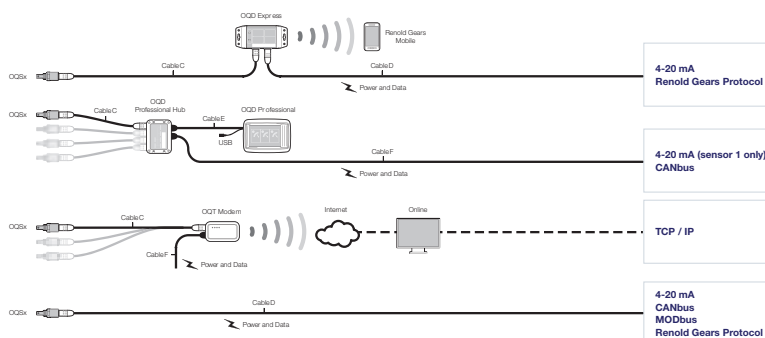 OQD Express
Renold Gears
Mobile
CableC
CableD
OQSx
Power and Data
4-20 mA
Renold Gears Protocol
OQSx
CableC
OQD
Professional Hub
CableE
OQD Professional
USB
CableF
Power and Data
4-20 mA (sensor 1 only)
CANbus
OQSx
CableC
OQT Modem
Internet
Online
CableF
Power and Data
TCP / IP
OQSx
CableD
Power and Data
4-20 mA
CANbus
MODbus
Renold Gears Protocol